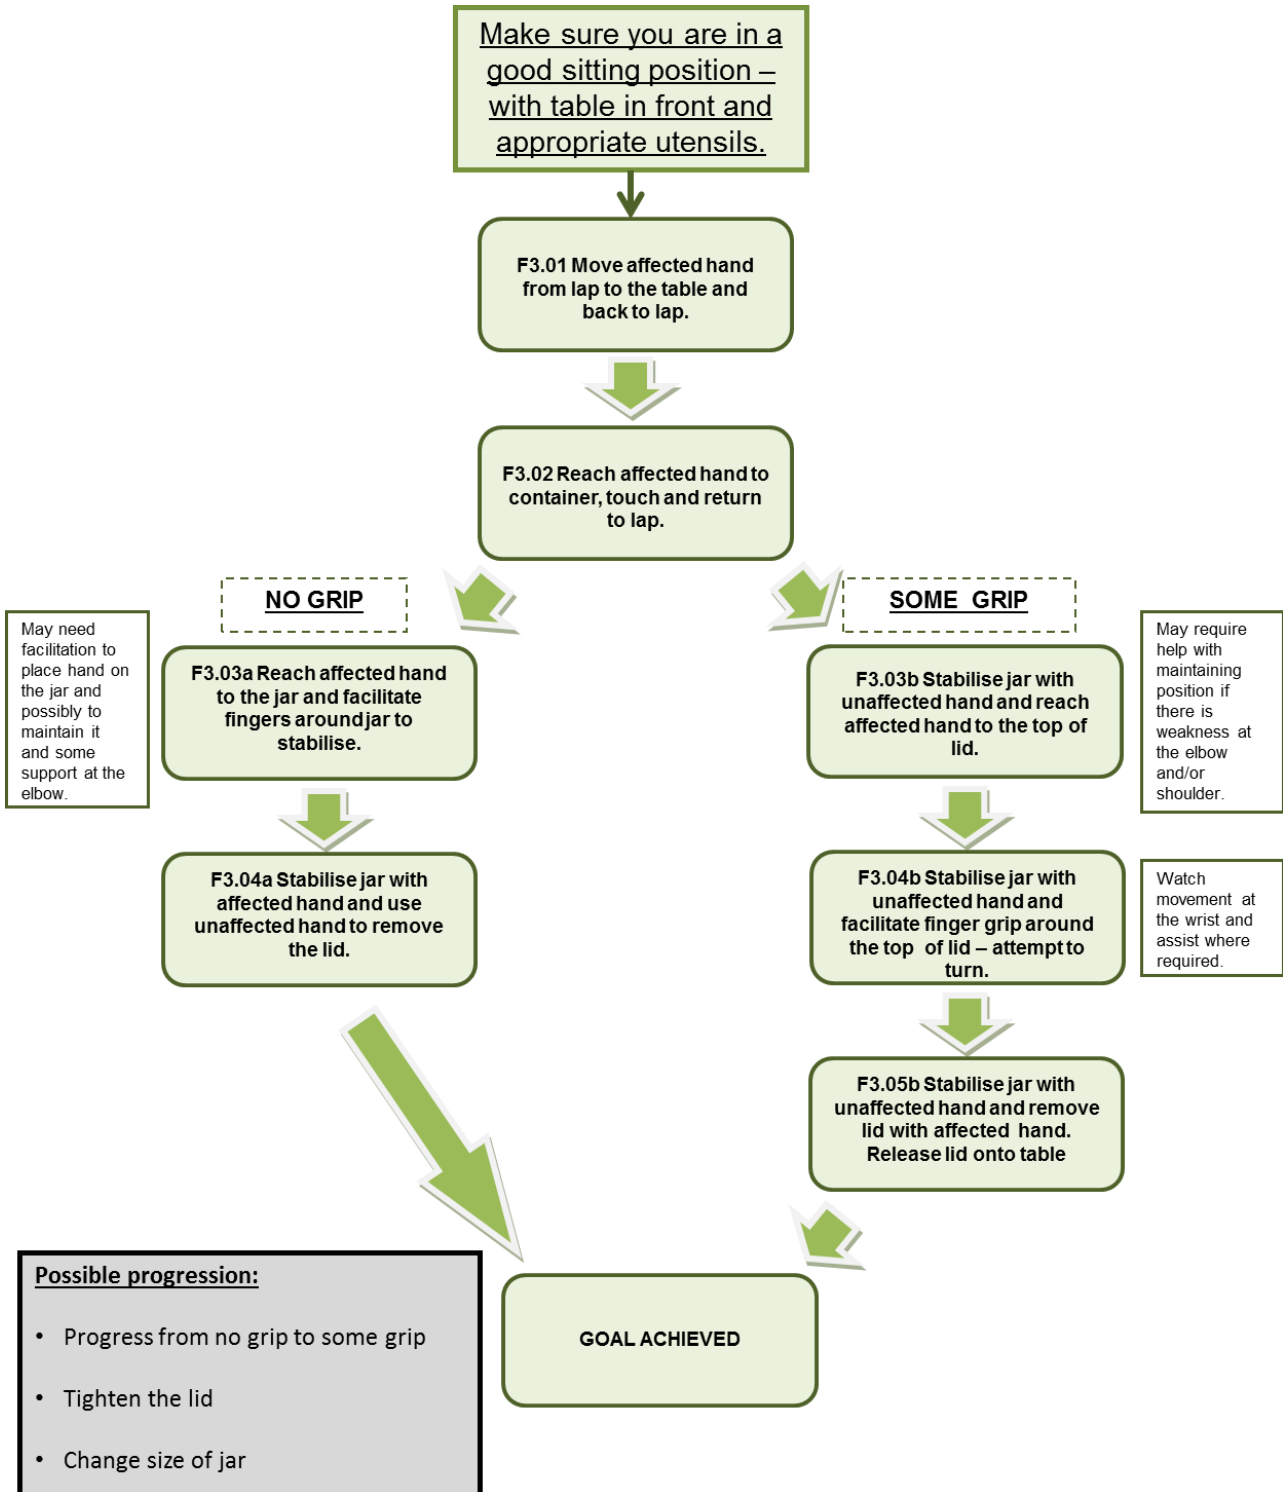 Make sure you are in a
good sitting position –
with table in front and
appropriate utensils.
F3.01 Move affected hand
from lap to the table and
back to lap.
F3.02 Reach affected hand to
container, touch and return
to lap.
NO GRIP
May need
facilitation to
place hand on
the jar and
possibly to
maintain it
and some
support at the
elbow.
F3.03a Reach affected hand
to the jar and facilitate
fingers around jar to
stabilise.
F3.04a Stabilise jar with
affected hand and use
unaffected hand to remove
the lid.
SOME GRIP
F3.03b Stabilise jar with
unaffected hand and reach
affected hand to the top of
lid.
May require
help with
maintaining
position if
there is
weakness at
the elbow
and/or
shoulder.
F3.04b Stabilise jar with
unaffected hand and
facilitate finger grip around
the top of lid – attempt to
turn.
Watch
movement at
the wrist and
assist where
required.
F3.05b Stabilise jar with
unaffected hand and remove
lid with affected hand.
Release lid onto table
GOAL ACHIEVED
Possible progression:
• Progress from no grip to some grip
• Tighten the lid
• Change size of jar